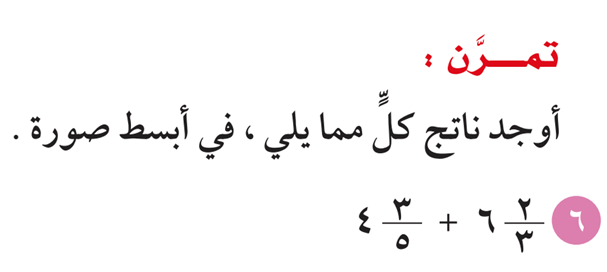 تمـــرَّن :
أوجد ناتج كلٍّ مما يلي ، في أبسط صورة .
٦ ٤ ٣/٥ + ٦ ٢/٣